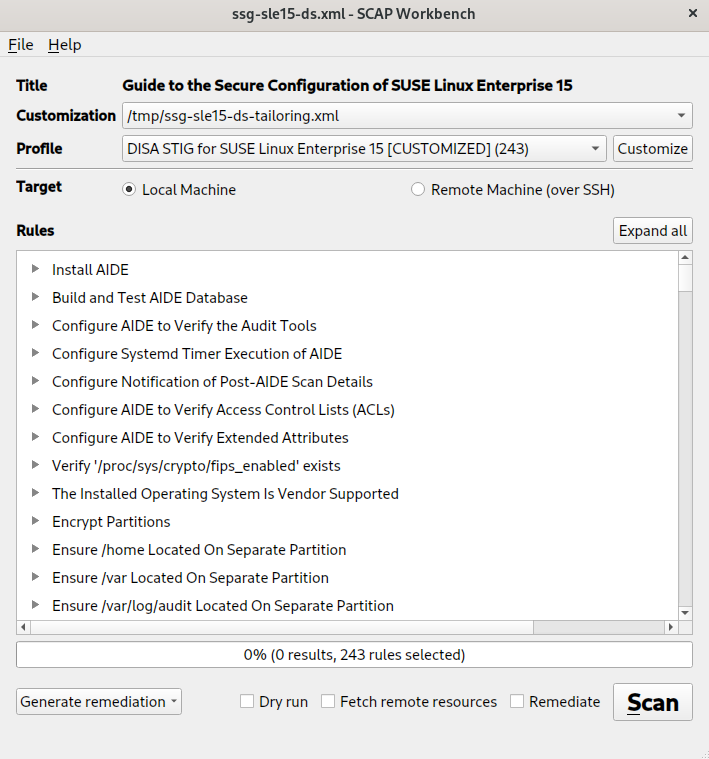 ssg-sle15-ds.xml - SCAP Workbench
File Help
Title Guide to the Secure Configuration of SUSE Linux Enterprise 15
Customization /tmp/ssg-sle15-ds-tailoring.xml
Profile DISA STIG for SUSE Linux Enterprise 15 [CUSTOMIZED] (243) Customize
Target Local Machine Remote Machine (over SSH)
Rules Expand all
Install AIDE
Build and Test AIDE Database
Configure AIDE to Verify the Audit Tools
Configure Systemd Timer Execution of AIDE
Configure Notification of Post-AIDE Scan Details
Configure AIDE to Verify Access Control Lists (ACLs)
Configure AIDE to Verify Extended Attributes
Verify '/proc/sys/crypto/fips_enabled' exists
The Installed Operating System Is Vendor Supported
Encrypt Partitions
Ensure /home Located On Separate Partition
Ensure /var Located On Separate Partition
Ensure /var/log/audit Located On Separate Partition
0% (0 results, 243 rules selected)
Generate remediation Dry run Fetch remote resources Remediate Scan